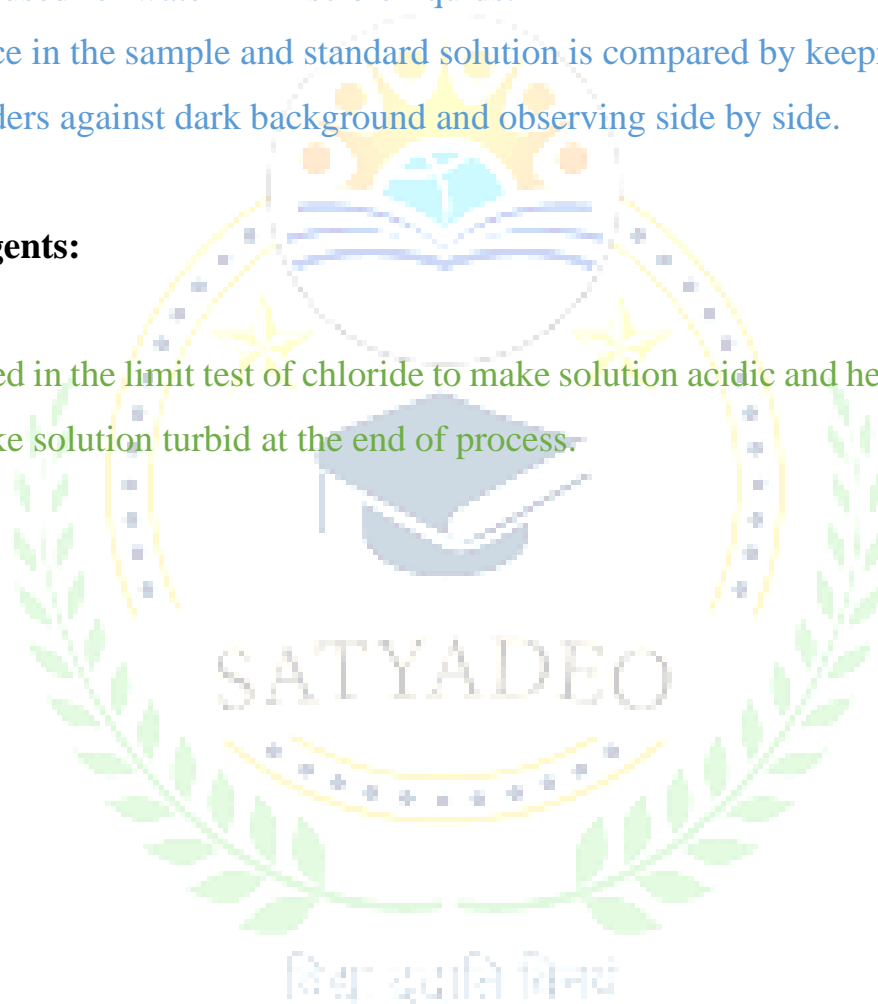 ce in the sample and standard solution is compared by keepi
ders against dark background and observing side by side.
gents:
ed in the limit test of chloride to make solution acidic and he
ke solution turbid at the end of process.
SATYADEO